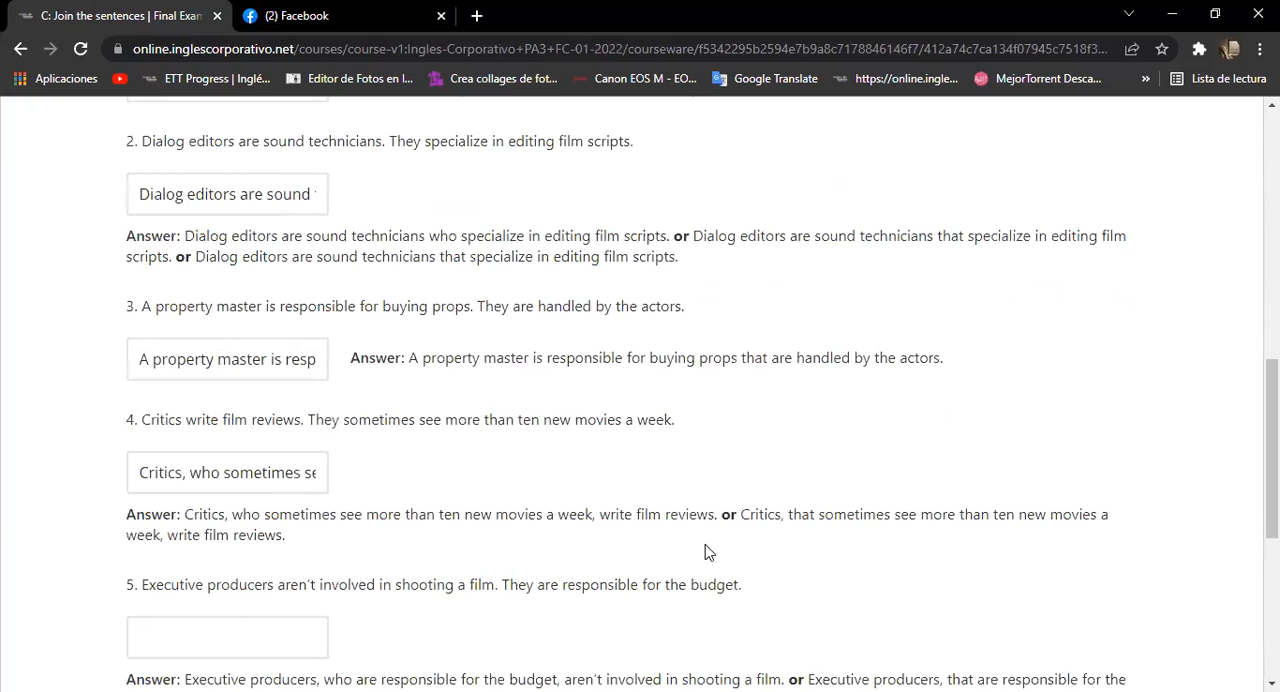 C: Join the sentences | Final Exam
(2) Facebook
online.inglescorporativo.net/courses/course-v1:Ingles-Corporativo+PA3+FC-01-2022/courseware/f5342295b2594e7b9a8c7178846146f7/412a74c7ca134f07945c7518f3...
Aplicaciones
ETT Progress | Inglé...
Editor de Fotos en l...
Crea collages de fot...
Canon EOS M - EO...
Google Translate
https://online.ingle...
MejorTorrent Desca...
»
Lista de lectura
2. Dialog editors are sound technicians. They specialize in editing film scripts.
Dialog editors are sound
Answer: Dialog editors are sound technicians who specialize in editing film scripts. or Dialog editors are sound technicians that specialize in editing film
scripts. or Dialog editors are sound technicians that specialize in editing film scripts.
3. A property master is responsible for buying props. They are handled by the actors.
A property master is resp
Answer: A property master is responsible for buying props that are handled by the actors.
4. Critics write film reviews. They sometimes see more than ten new movies a week.
Critics, who sometimes se
Answer: Critics, who sometimes see more than ten new movies a week, write film reviews. or Critics, that sometimes see more than ten new movies a
week, write film reviews.
5. Executive producers aren't involved in shooting a film. They are responsible for the budget.
Answer: Executive producers, who are responsible for the budget, aren't involved in shooting a film. or Executive producers, that are responsible for the